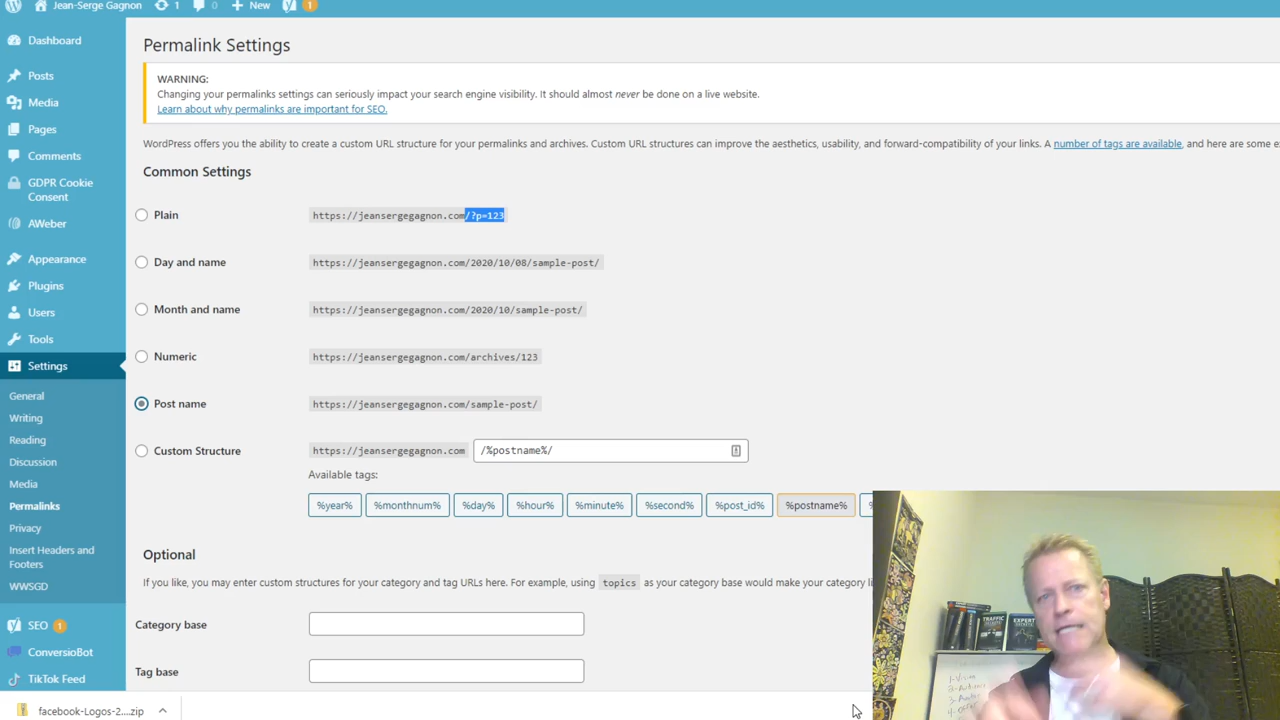 Jean-Serge Gagnon 1 0 New 1
Dashboard
Posts
Media
Pages
Comments
GDPR Cookie
Consent
AWeber
Appearance
Plugins
Users
Tools
Settings
General
Writing
Reading
Discussion
Media
Permalinks
Privacy
Insert Headers and
Footers
WWSGD
SEO 1
ConversioBot
TikTok Feed
Permalink Settings
WARNING:
Changing your permalinks settings can seriously impact your search engine visibility. It should almost never be done on a live website.
Learn about why permalinks are important for SEO.
WordPress offers you the ability to create a custom URL structure for your permalinks and archives. Custom URL structures can improve the aesthetics, usability, and forward-compatibility of your links. A number of tags are available, and here are some e
Common Settings
Plain https://jeansergegagnon.com/?p=123
Day and name https://jeansergegagnon.com/2020/10/08/sample-post/
Month and name https://jeansergegagnon.com/2020/10/sample-post/
Numeric https://jeansergegagnon.com/archives/123
Post name https://jeansergegagnon.com/sample-post/
Custom Structure https://jeansergegagnon.com /%postname%/
Available tags:
%year% %monthnum% %day% %hour% %minute% %second% %post_id% %postname%
Optional
If you like, you may enter custom structures for your category and tag URLs here. For example, using topics as your category base would make your category li
Category base
Tag base
facebook-Logos-2....zip
TRAFFIC
SECRETS
EXPERT
SECRETS